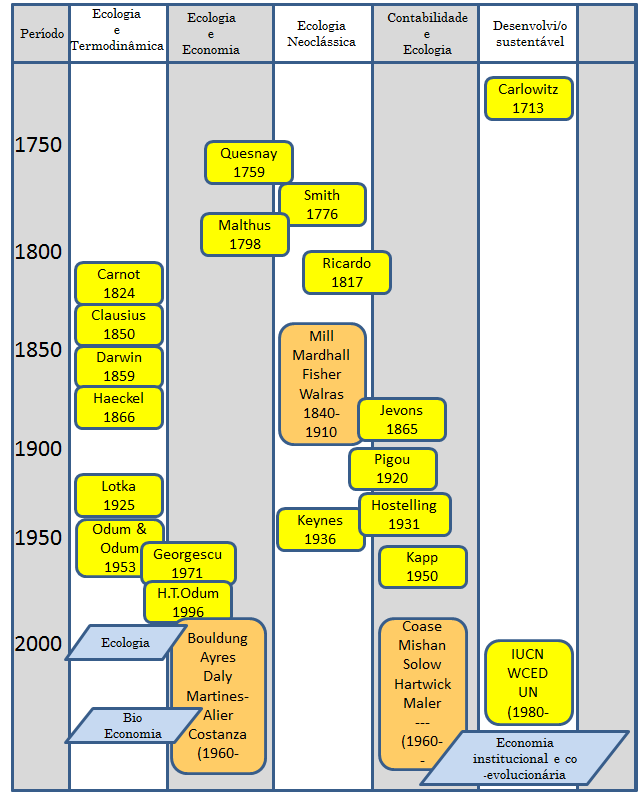 Período
Ecologia
e
Termodinâmica
Ecologia
e
Economia
Ecologia
Neoclássica
Contabilidade
e
Ecologia
Desenvolvi/o
sustentável
1750
1800
1850
1900
1950
2000
Carnot
1824
Clausius
1850
Darwin
1859
Haeckel
1866
Lotka
1925
Odum &
Odum
1953
Georgescu
1971
H.T.Odum
1996
Ecologia
Bio
Economia
Quesnay
1759
Malthus
1798
Bouldung
Ayres
Daly
Martines-
Alier
Costanza
(1960-
Smith
1776
Ricardo
1817
Mill
Mardhall
Fisher
Walras
1840-
1910
Keynes
1936
Jevons
1865
Pigou
1920
Hostelling
1931
Kapp
1950
Coase
Mishan
Solow
Hartwick
Maler
---
(1960-
-
Carlowitz
1713
IUCN
WCED
UN
(1980-
Economia
institucional e co
-evolucionária